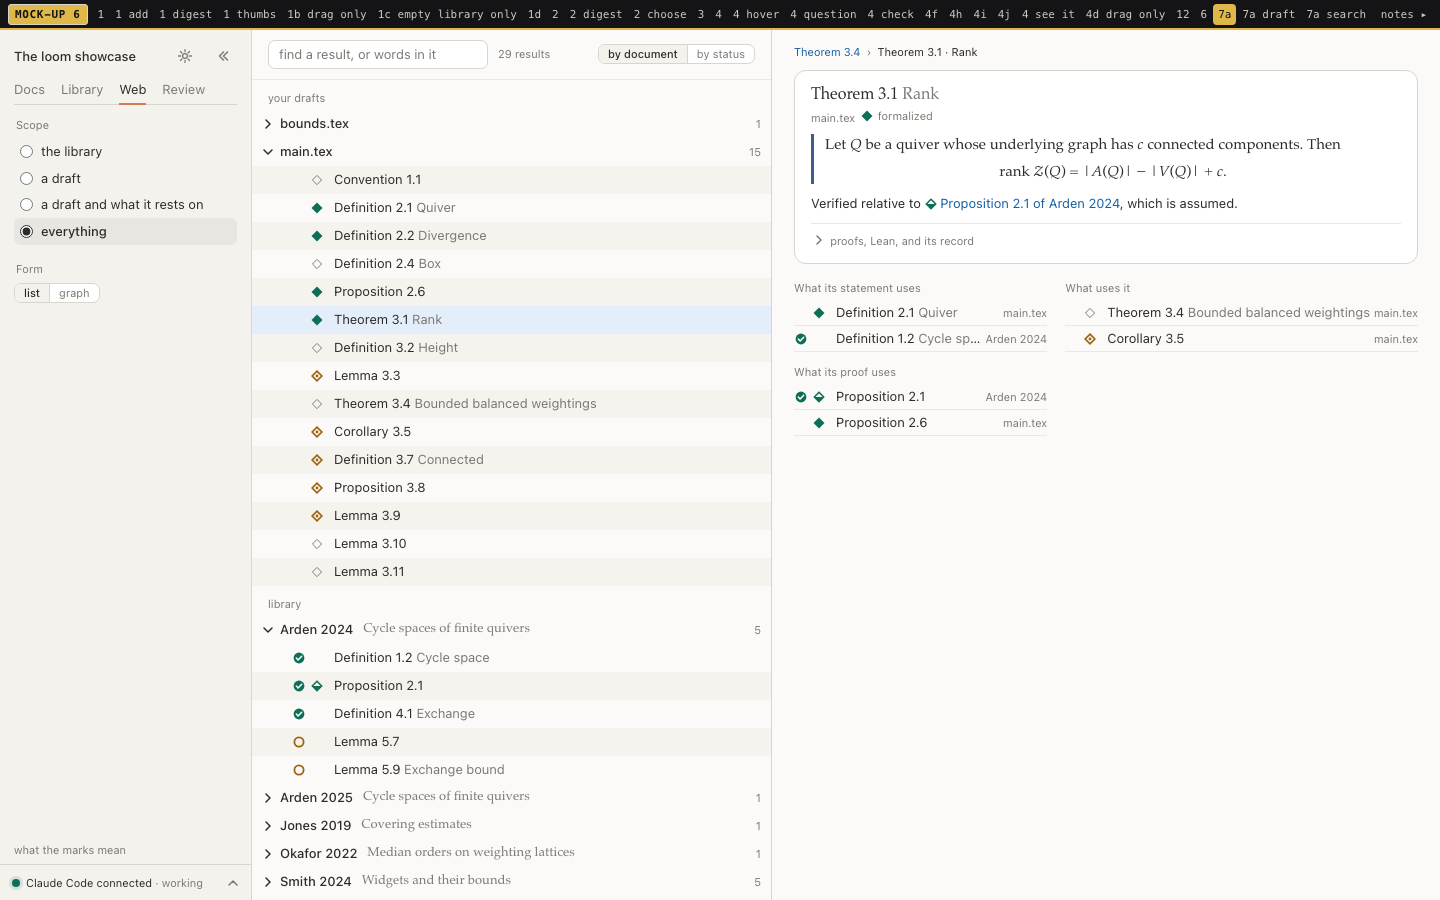 MOCK-UP 6 1 1 add 1 digest 1 thumbs 1b drag only 1c empty library only 1d 2 2 digest 2 choose 3 4 4 hover 4 question 4 check 4f 4h 4i 4j 4 see it 4d drag only 12 6 7a 7a draft 7a search notes ▸
The loom showcase
Docs Library Web Review
Scope
the library
a draft
a draft and what it rests on
everything
Form
list graph
what the marks mean
Claude Code connected · working
find a result, or words in it 29 results by document by status
your drafts
bounds.tex 1
main.tex 15
Convention 1.1
Definition 2.1 Quiver
Definition 2.2 Divergence
Definition 2.4 Box
Proposition 2.6
Theorem 3.1 Rank
Definition 3.2 Height
Lemma 3.3
Theorem 3.4 Bounded balanced weightings
Corollary 3.5
Definition 3.7 Connected
Proposition 3.8
Lemma 3.9
Lemma 3.10
Lemma 3.11
library
Arden 2024 Cycle spaces of finite quivers 5
Definition 1.2 Cycle space
Proposition 2.1
Definition 4.1 Exchange
Lemma 5.7
Lemma 5.9 Exchange bound
Arden 2025 Cycle spaces of finite quivers 1
Jones 2019 Covering estimates 1
Okafor 2022 Median orders on weighting lattices 1
Smith 2024 Widgets and their bounds 5
Theorem 3.4 › Theorem 3.1 · Rank
Theorem 3.1 Rank
main.tex formalized
Let Q be a quiver whose underlying graph has c connected components. Then
rank Z(Q) = |A(Q)| − |V(Q)| + c.
Verified relative to Proposition 2.1 of Arden 2024, which is assumed.
proofs, Lean, and its record
What its statement uses
Definition 2.1 Quiver main.tex
Definition 1.2 Cycle sp… Arden 2024
What its proof uses
Proposition 2.1 Arden 2024
Proposition 2.6 main.tex
What uses it
Theorem 3.4 Bounded balanced weightings main.tex
Corollary 3.5 main.tex